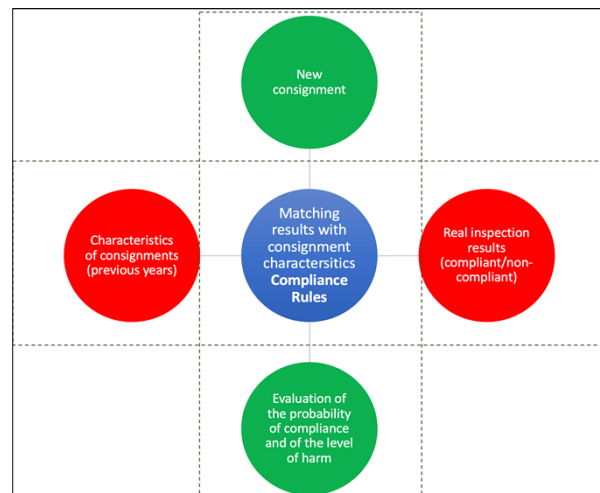 New
consignment
Characteristics
of consignments
(previous years)
Matching
results with
consignment
charactersitics
Compliance
Rules
Real inspection
results
(compliant/non-
compliant)
Evaluation of
the probability
of compliance
and of the level
of harm